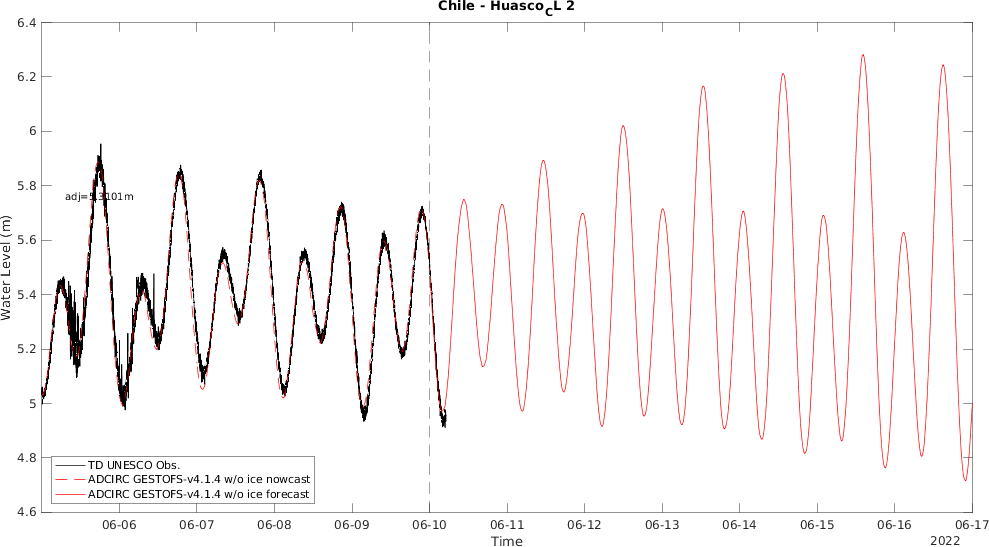 Chile - Huasco_CL 2
6.4
6.2
6
5.8
5.6
5.4
5.2
5
4.8
4.6
Water Level (m)
adj=5.3101m
TD UNESCO Obs.
ADCIRC GESTOFS-v4.1.4 w/o ice nowcast
ADCIRC GESTOFS-v4.1.4 w/o ice forecast
06-06 06-07 06-08 06-09 06-10 06-11 06-12 06-13 06-14 06-15 06-16 06-17
Time
2022